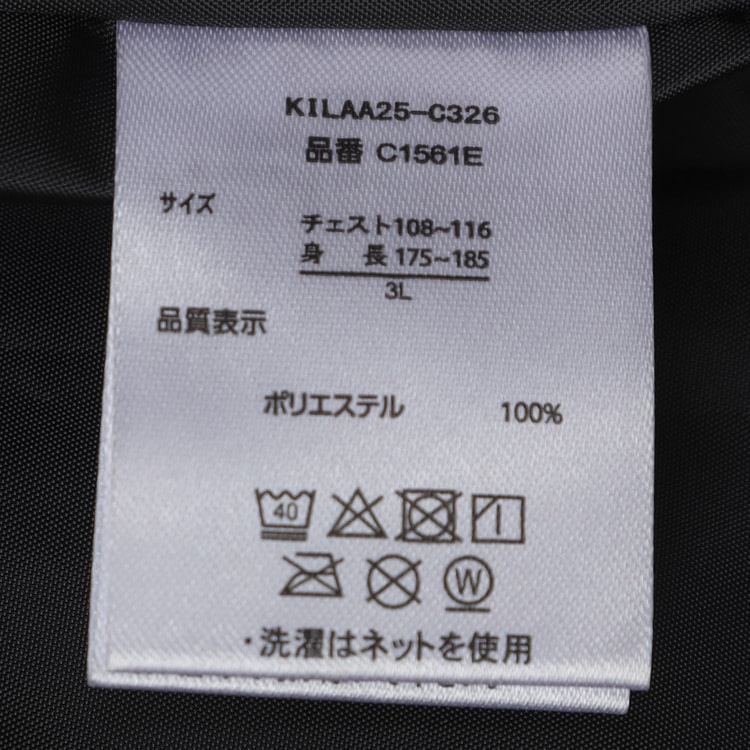 KILAA25-C326
品番 C1561E
サイズ
チェスト108~116
身 長 175~185
3L
品質表示
ポリエステル 100%
40
W
・洗濯はネットを使用